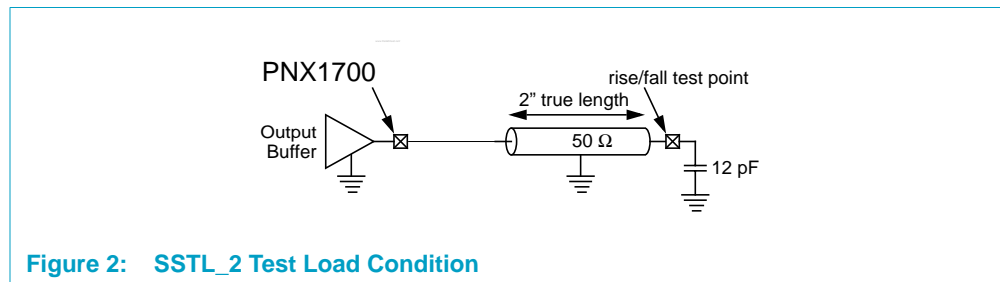 PNX1700
rise/fall test point
2” true length
Output
Buffer
50 Ω
12 pF
Figure 2: SSTL_2 Test Load Condition